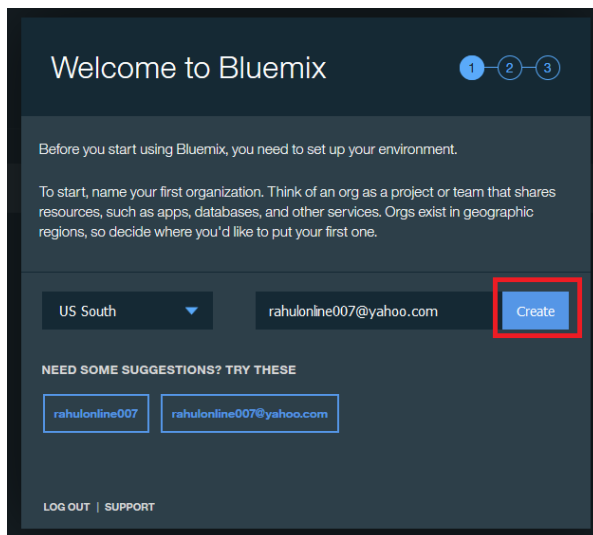 Welcome to Bluemix
1 2 3
Before you start using Bluemix, you need to set up your environment.
To start, name your first organization. Think of an org as a project or team that shares
resources, such as apps, databases, and other services. Orgs exist in geographic
regions, so decide where you'd like to put your first one.
US South rahulonline007@yahoo.com Create
NEED SOME SUGGESTIONS? TRY THESE
rahulonline007 rahulonline007@yahoo.com
LOG OUT | SUPPORT